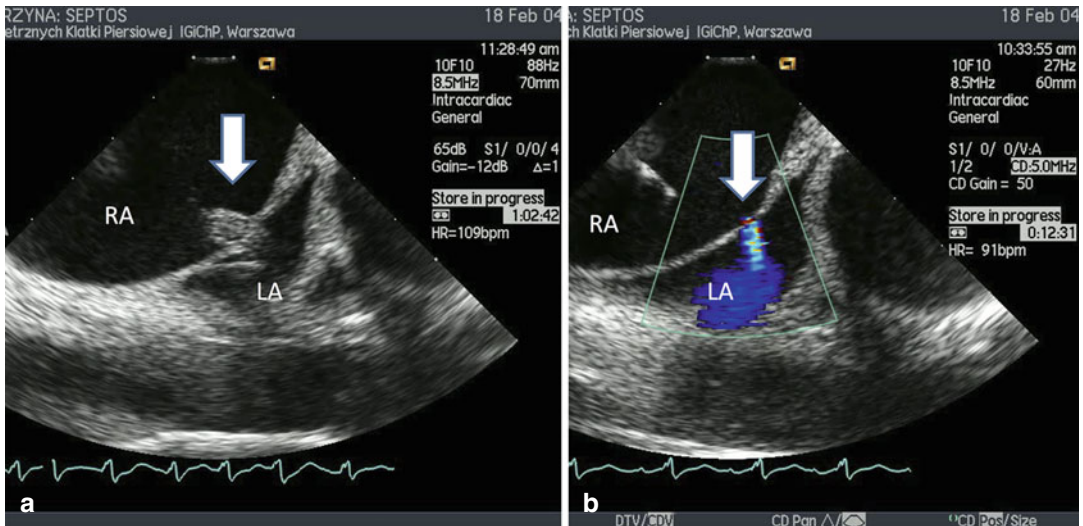 RZYNA: SEPTOS
18 Feb 04
etrznych Klatki Piersiowej IGiChP, Warszawa
11:28:49 am
10F10 88Hz
8.5MHz 70mm
Intracardiac
General
65dB S1/ 0/0/ 4
Gain=-12dB Δ=1
Store in progress
1:02:42
HR=109bpm
RA
LA
a
A: SEPTOS
18 Feb 04
ch Klatki Piersiowej IGiChP, Warszawa
10:33:55 am
10F10 27Hz
8.5MHz 60mm
Intracardiac
General
S1/ 0/ 0/V:A
1/2 CD:5.0MHz
CD Gain = 50
Store in progress
0:12:31
HR= 91bpm
RA
LA
b
DTV/CDV CD Pan CD Pos/Size